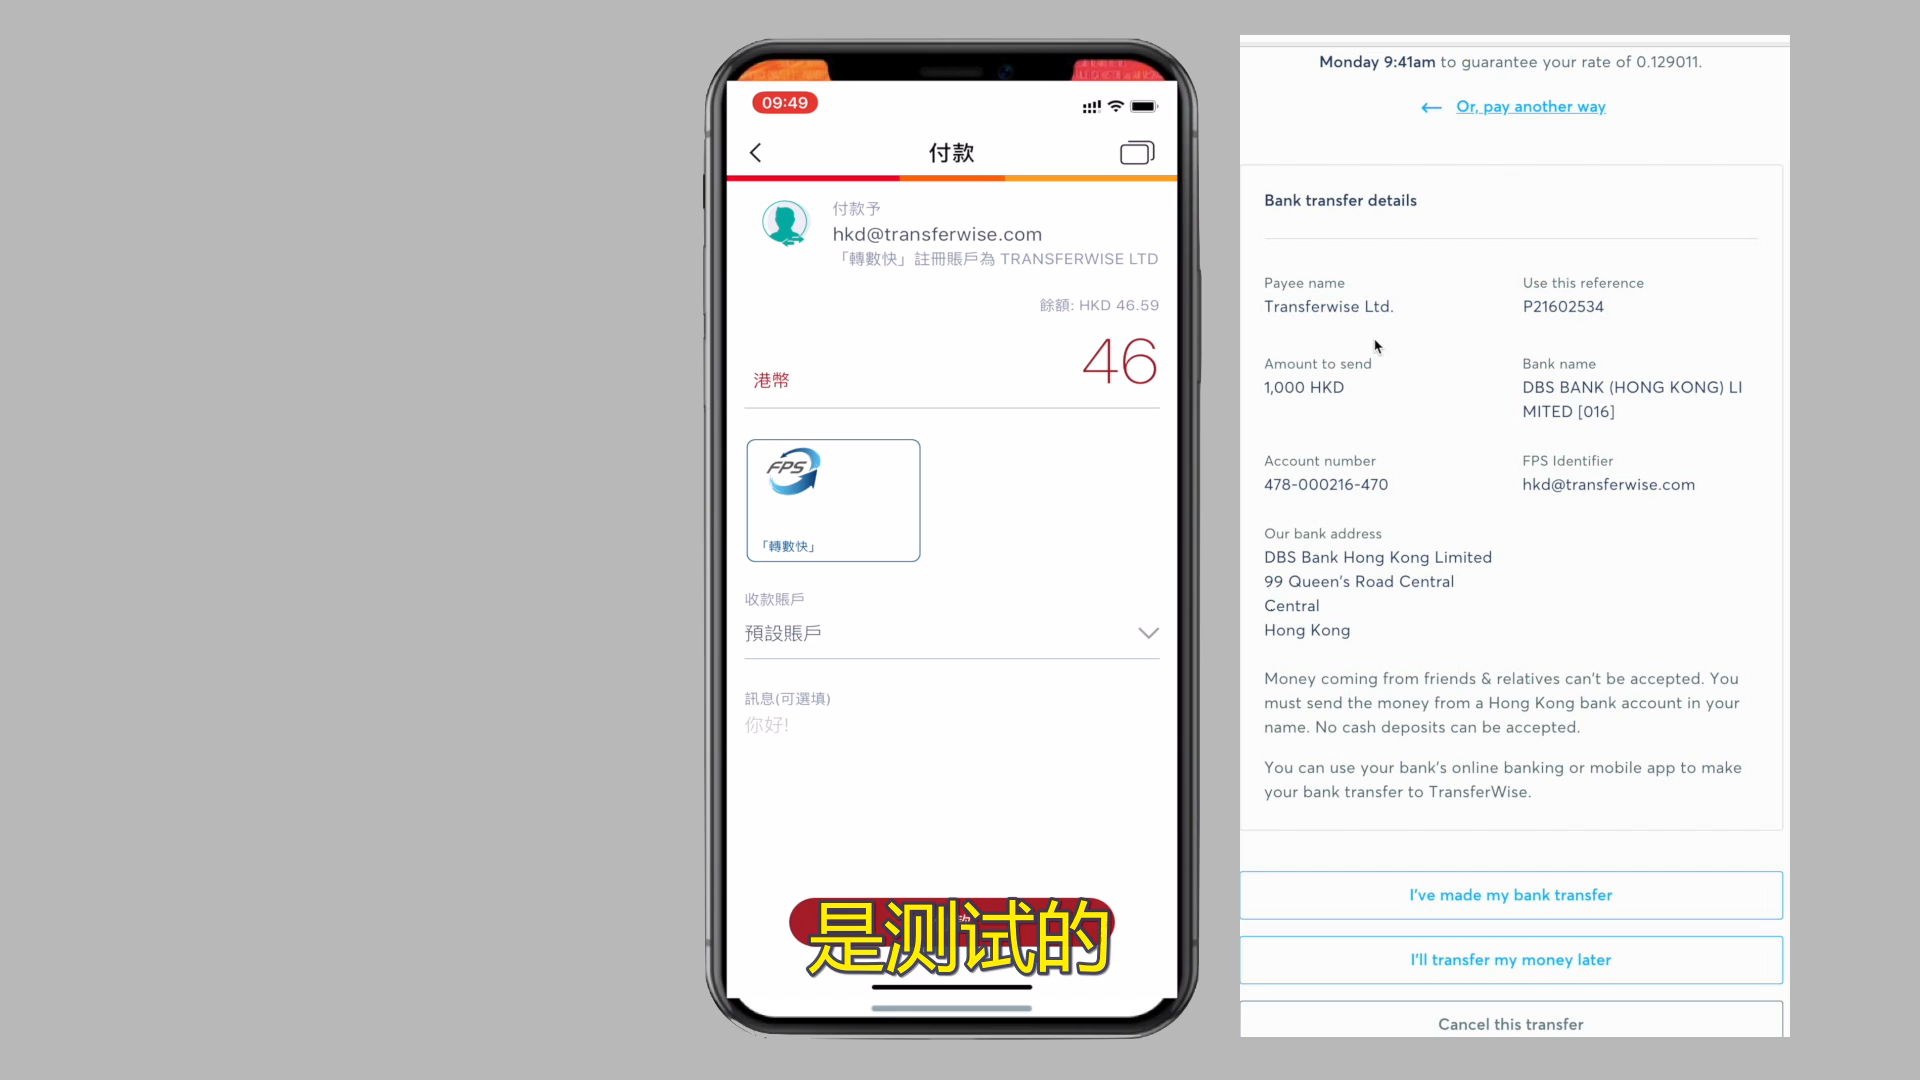 09:49
付款
付款予
hkd@transferwise.com
「轉數快」註冊賬戶為 TRANSFERWISE LTD
餘額: HKD 46.59
46
港幣
FPS
「轉數快」
收款賬戶
預設賬戶
訊息(可選填)
你好!
是测试的
Monday 9:41am to guarantee your rate of 0.129011.
Or, pay another way
Bank transfer details
Payee name
Transferwise Ltd.
Use this reference
P21602534
Amount to send
1,000 HKD
Bank name
DBS BANK (HONG KONG) LI
MITED [016]
Account number
478-000216-470
FPS Identifier
hkd@transferwise.com
Our bank address
DBS Bank Hong Kong Limited
99 Queen's Road Central
Central
Hong Kong
Money coming from friends & relatives can't be accepted. You
must send the money from a Hong Kong bank account in your
name. No cash deposits can be accepted.
You can use your bank's online banking or mobile app to make
your bank transfer to TransferWise.
I've made my bank transfer
I'll transfer my money later
Cancel this transfer